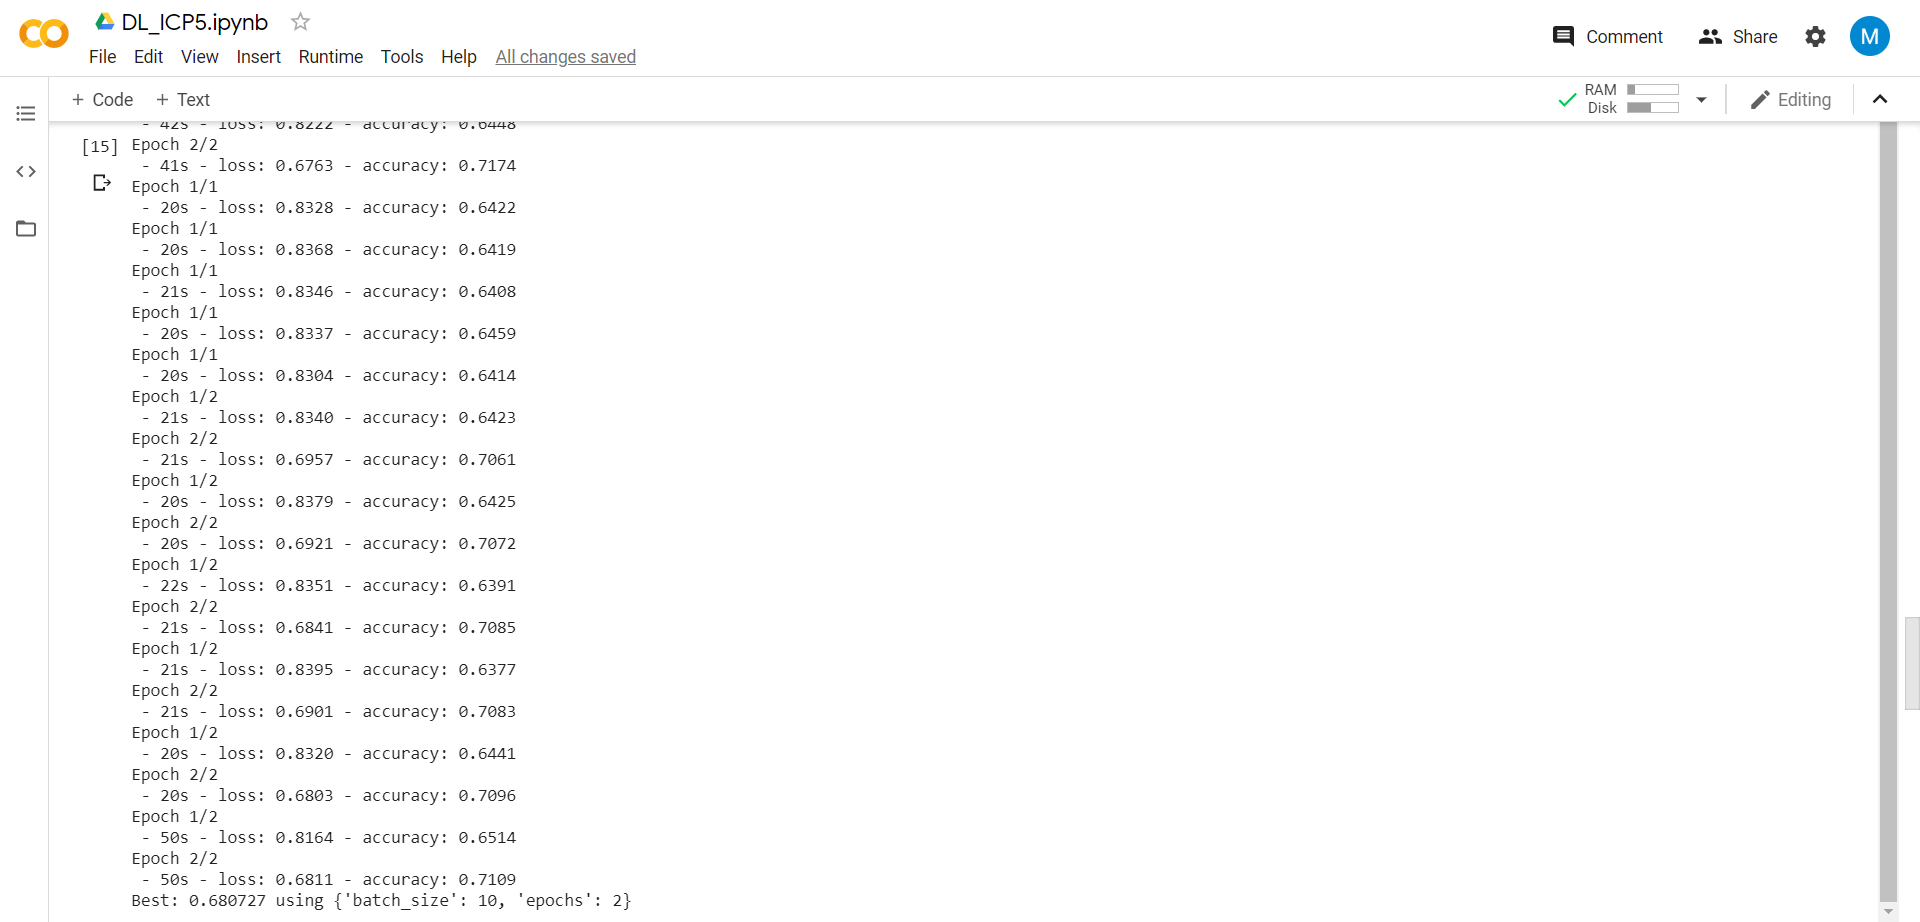 DL_ICP5.ipynb
File Edit View Insert Runtime Tools Help All changes saved
Comment Share M
+ Code + Text
RAM
Disk
Editing
- 42s - loss: 0.8222 - accuracy: 0.6448
[15] Epoch 2/2
- 41s - loss: 0.6763 - accuracy: 0.7174
Epoch 1/1
- 20s - loss: 0.8328 - accuracy: 0.6422
Epoch 1/1
- 20s - loss: 0.8368 - accuracy: 0.6419
Epoch 1/1
- 21s - loss: 0.8346 - accuracy: 0.6408
Epoch 1/1
- 20s - loss: 0.8337 - accuracy: 0.6459
Epoch 1/1
- 20s - loss: 0.8304 - accuracy: 0.6414
Epoch 1/2
- 21s - loss: 0.8340 - accuracy: 0.6423
Epoch 2/2
- 21s - loss: 0.6957 - accuracy: 0.7061
Epoch 1/2
- 20s - loss: 0.8379 - accuracy: 0.6425
Epoch 2/2
- 20s - loss: 0.6921 - accuracy: 0.7072
Epoch 1/2
- 22s - loss: 0.8351 - accuracy: 0.6391
Epoch 2/2
- 21s - loss: 0.6841 - accuracy: 0.7085
Epoch 1/2
- 21s - loss: 0.8395 - accuracy: 0.6377
Epoch 2/2
- 21s - loss: 0.6901 - accuracy: 0.7083
Epoch 1/2
- 20s - loss: 0.8320 - accuracy: 0.6441
Epoch 2/2
- 20s - loss: 0.6803 - accuracy: 0.7096
Epoch 1/2
- 50s - loss: 0.8164 - accuracy: 0.6514
Epoch 2/2
- 50s - loss: 0.6811 - accuracy: 0.7109
Best: 0.680727 using {'batch_size': 10, 'epochs': 2}